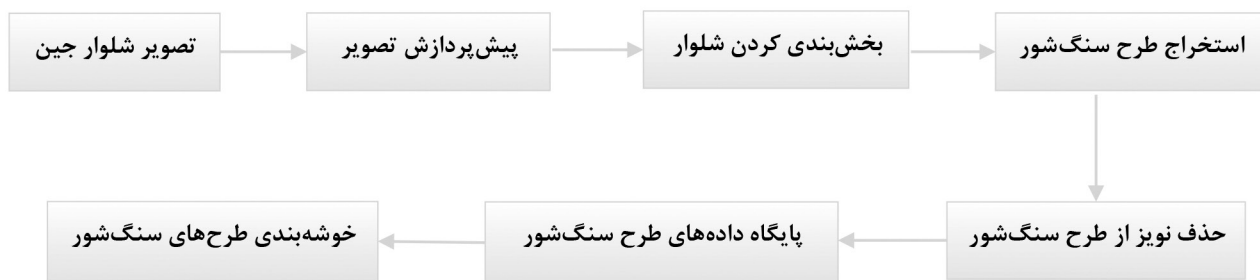 تصویر شلوار جین
پیش‌پردازش تصویر
بخش‌بندی کردن شلوار
استخراج طرح سنگ‌شور
حذف نویز از طرح سنگ‌شور
پایگاه داده‌های طرح سنگ‌شور
خوشه‌بندی طرح‌های سنگ‌شور